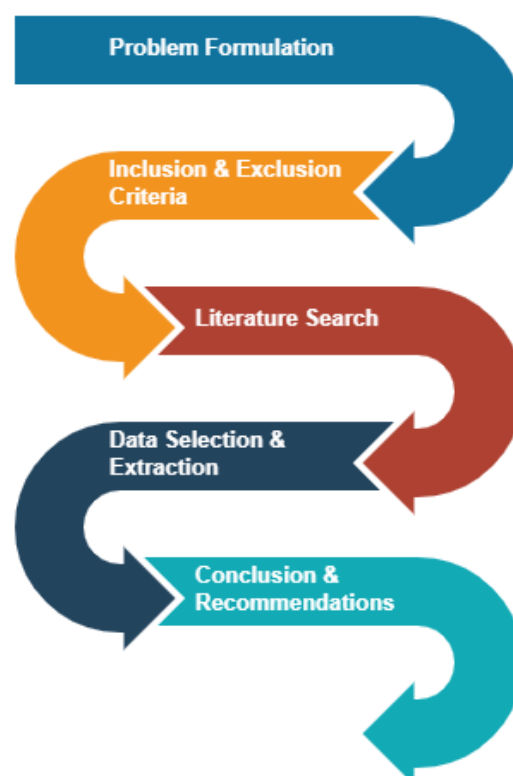 Problem Formulation
Inclusion & Exclusion
Criteria
Literature Search
Data Selection &
Extraction
Conclusion &
Recommendations